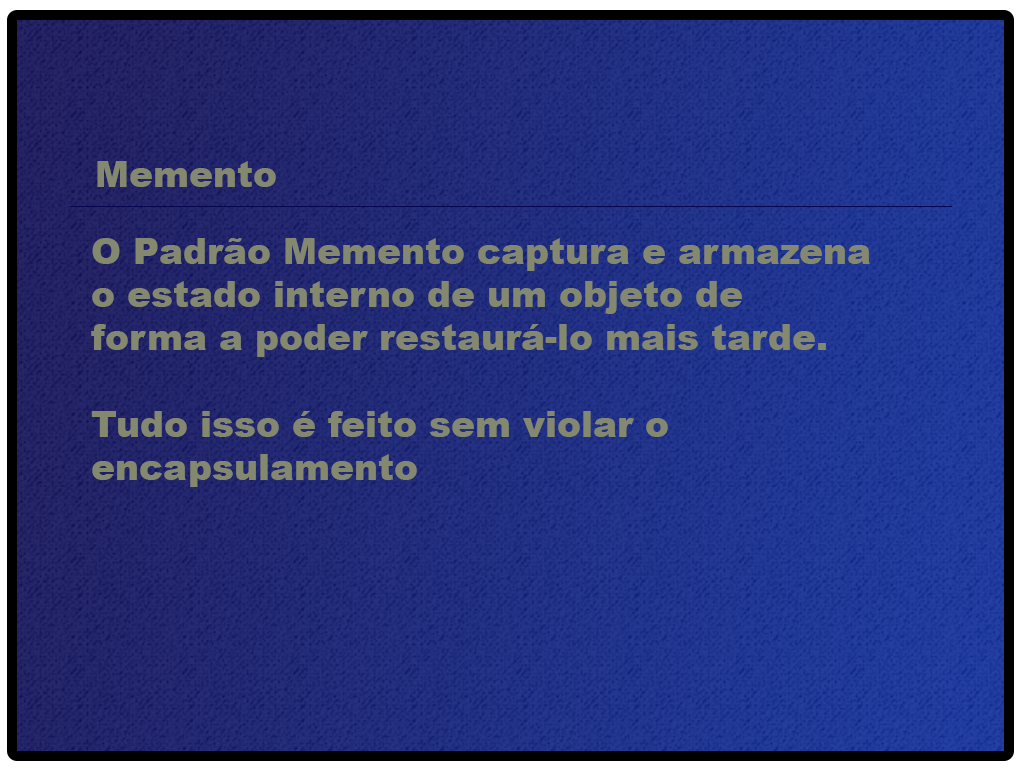 Memento
O Padrão Memento captura e armazena
o estado interno de um objeto de
forma a poder restaurá-lo mais tarde.
Tudo isso é feito sem violar o
encapsulamento